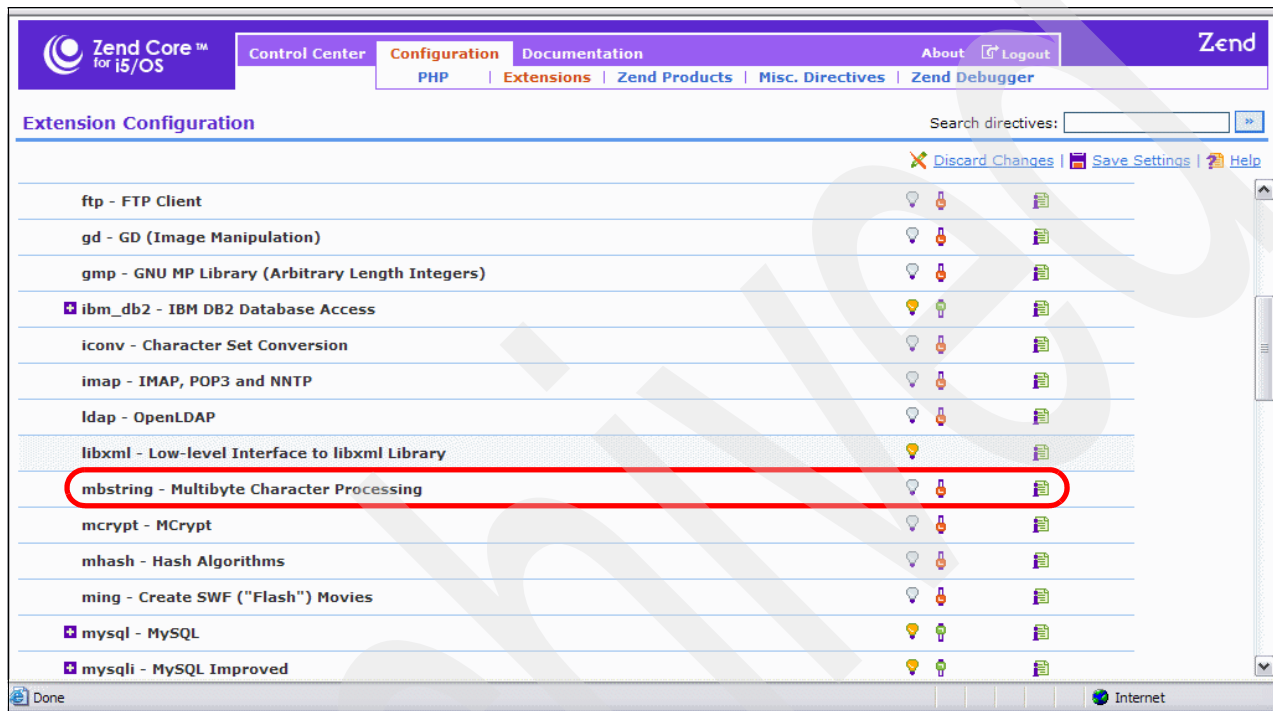 Zend Core ™
for i5/OS
Control Center Configuration Documentation About Logout
Zend
PHP | Extensions | Zend Products | Misc. Directives | Zend Debugger
Extension Configuration
Search directives: »
Discard Changes | Save Settings | Help
ftp - FTP Client
gd - GD (Image Manipulation)
gmp - GNU MP Library (Arbitrary Length Integers)
ibm_db2 - IBM DB2 Database Access
iconv - Character Set Conversion
imap - IMAP, POP3 and NNTP
ldap - OpenLDAP
libxml - Low-level Interface to libxml Library
mbstring - Multibyte Character Processing
mcrypt - MCrypt
mhash - Hash Algorithms
ming - Create SWF ("Flash") Movies
mysql - MySQL
mysqli - MySQL Improved
Done Internet